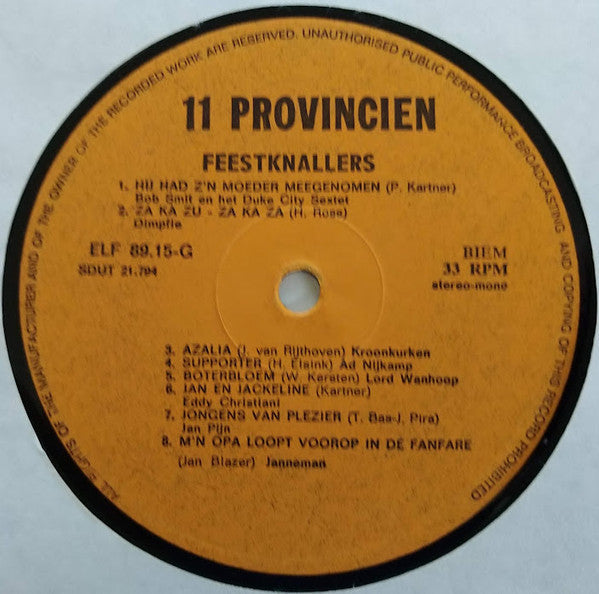 ALL RIGHTS OF THE MANUFACTURER AND OF THE OWNER OF THE RECORDED WORK ARE RESERVED. UNAUTHORISED PUBLIC PERFORMANCE BROADCASTING AND COPYING OF THIS RECORD PROHIBITED
11 PROVINCIEN
FEESTKNALLERS
1. HIJ HAD Z'N MOEDER MEEGENOMEN (P. Kartner)
Bob Smit en het Duke City Sextet
2. ZA KA ZU - ZA KA ZA (H. Ross)
Dimpfie
ELF 89.15-G
SDUT 21.794
BIEM
33 RPM
stereo-mono
3. AZALIA (J. van Rijthoven) Kroonkurken
4. SUPPORTER (H. Elsink) Ad Nijkamp
5. BOTERBLOEM (W. Kersten) Lord Wanhoop
6. JAN EN JACKELINE (Kartner)
Eddy Christiani
7. JONGENS VAN PLEZIER (T. Bas-J. Pira)
Jan Pijn
8. M'N OPA LOOPT VOOROP IN DE FANFARE
(Jan Blazer) Janneman